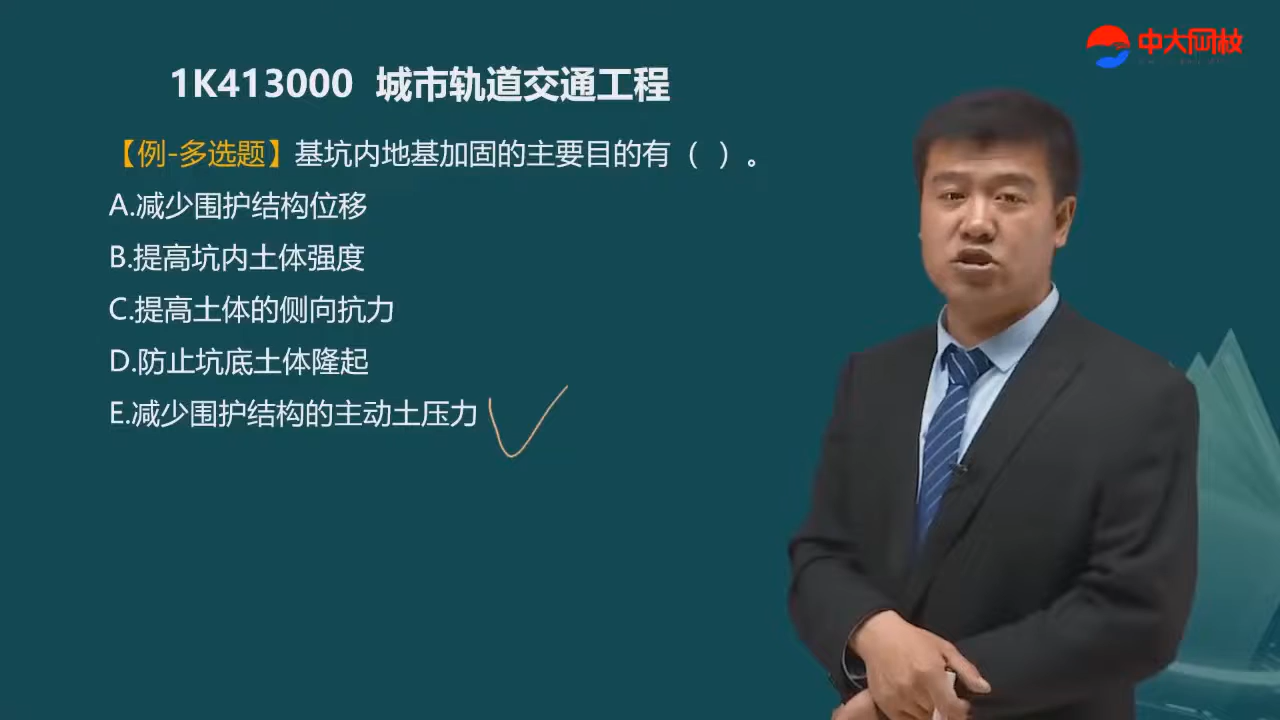 中大网校
1K413000 城市轨道交通工程
【例-多选题】基坑内地基加固的主要目的有（ ）。
A.减少围护结构位移
B.提高坑内土体强度
C.提高土体的侧向抗力
D.防止坑底土体隆起
E.减少围护结构的主动土压力